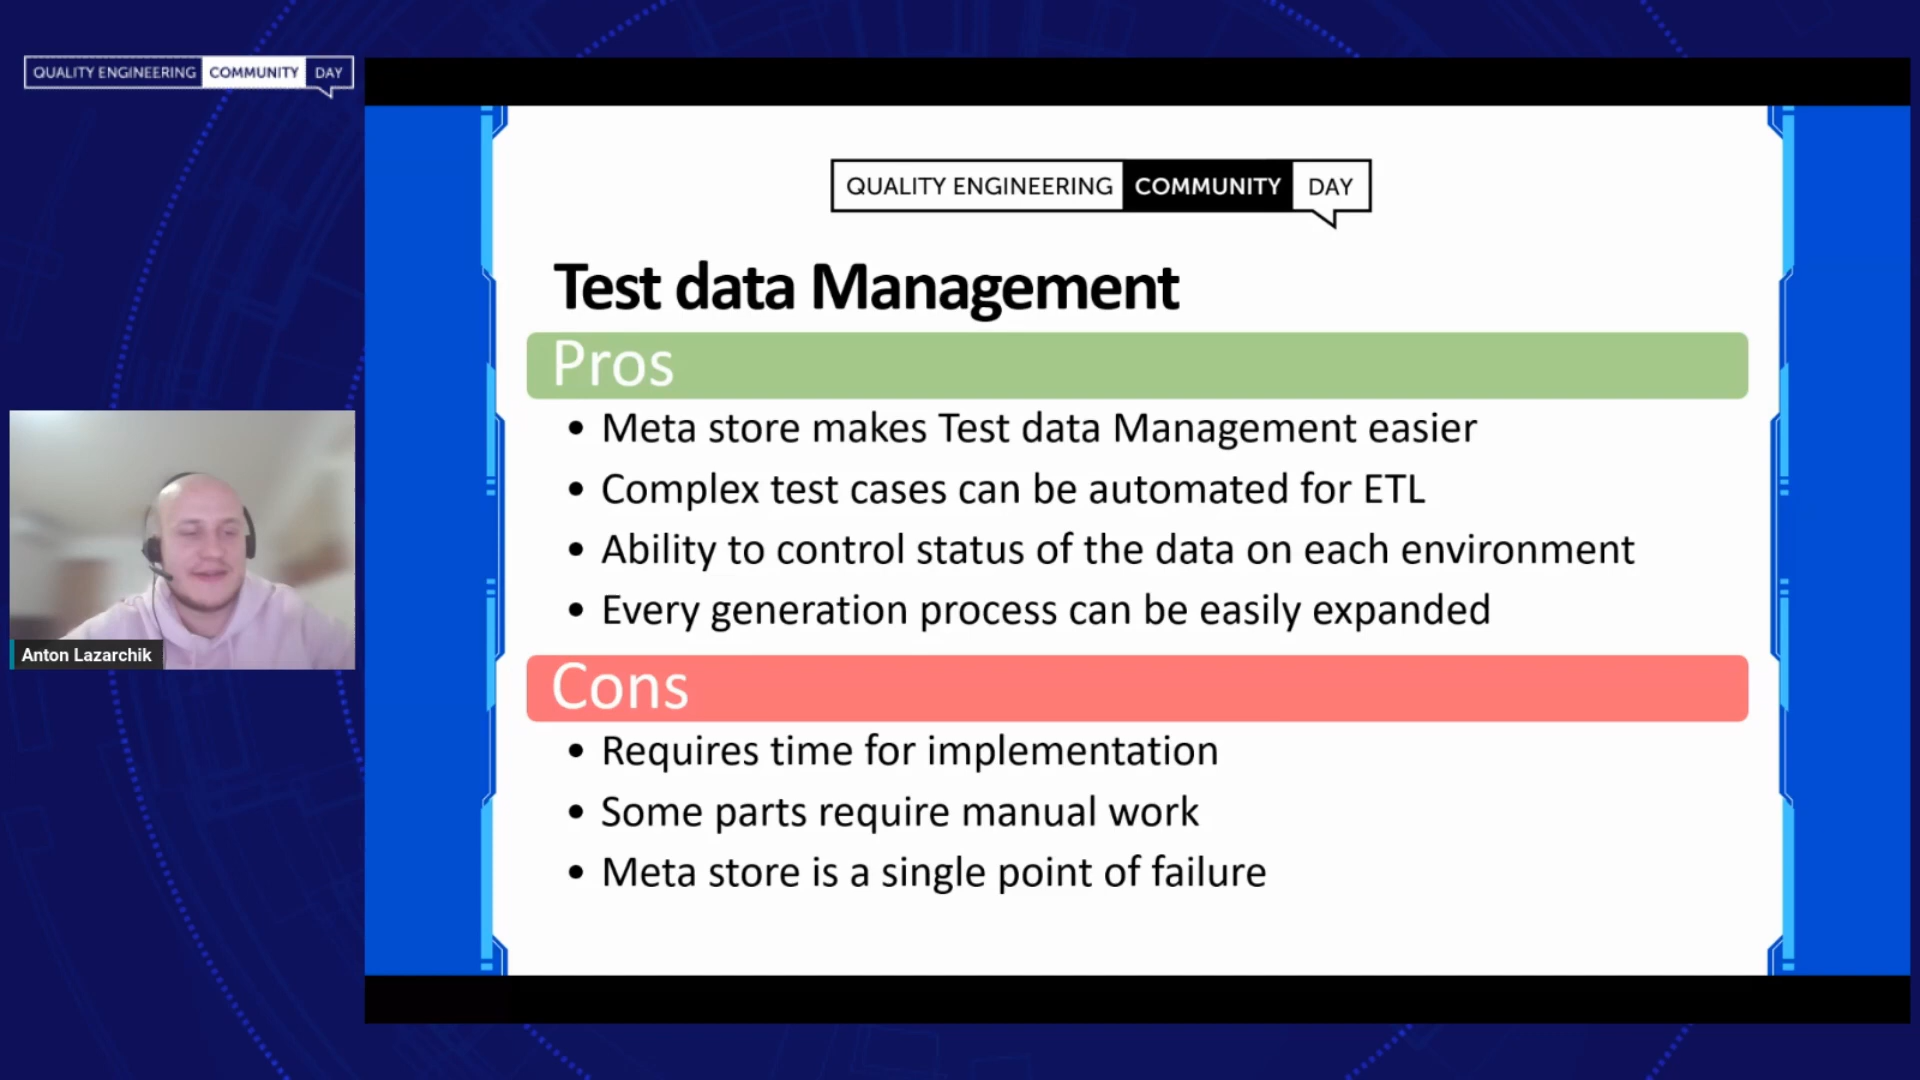 QUALITY ENGINEERING COMMUNITY DAY
QUALITY ENGINEERING COMMUNITY DAY
Test data Management
Pros
• Meta store makes Test data Management easier
• Complex test cases can be automated for ETL
• Ability to control status of the data on each environment
• Every generation process can be easily expanded
Cons
• Requires time for implementation
• Some parts require manual work
• Meta store is a single point of failure
Anton Lazarchik